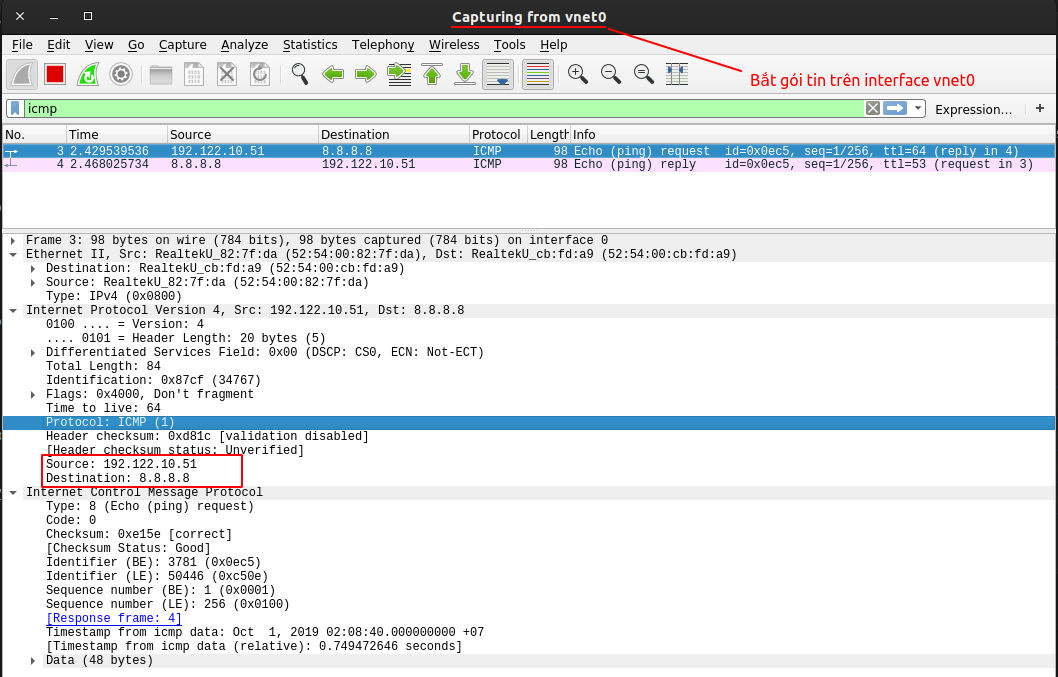 Capturing from vnet0
File Edit View Go Capture Analyze Statistics Telephony Wireless Tools Help
Bắt gói tin trên interface vnet0
icmp Expression... +
No. Time Source Destination Protocol Length Info
3 2.429539536 192.122.10.51 8.8.8.8 ICMP 98 Echo (ping) request id=0x0ec5, seq=1/256, ttl=64 (reply in 4)
4 2.468025734 8.8.8.8 192.122.10.51 ICMP 98 Echo (ping) reply id=0x0ec5, seq=1/256, ttl=53 (request in 3)
Frame 3: 98 bytes on wire (784 bits), 98 bytes captured (784 bits) on interface 0
Ethernet II, Src: RealtekU_82:7f:da (52:54:00:82:7f:da), Dst: RealtekU_cb:fd:a9 (52:54:00:cb:fd:a9)
Destination: RealtekU_cb:fd:a9 (52:54:00:cb:fd:a9)
Source: RealtekU_82:7f:da (52:54:00:82:7f:da)
Type: IPv4 (0x0800)
Internet Protocol Version 4, Src: 192.122.10.51, Dst: 8.8.8.8
0100 .... = Version: 4
.... 0101 = Header Length: 20 bytes (5)
Differentiated Services Field: 0x00 (DSCP: CS0, ECN: Not-ECT)
Total Length: 84
Identification: 0x87cf (34767)
Flags: 0x4000, Don't fragment
Time to live: 64
Protocol: ICMP (1)
Header checksum: 0xd81c [validation disabled]
[Header checksum status: Unverified]
Source: 192.122.10.51
Destination: 8.8.8.8
Internet Control Message Protocol
Type: 8 (Echo (ping) request)
Code: 0
Checksum: 0xe15e [correct]
[Checksum Status: Good]
Identifier (BE): 3781 (0x0ec5)
Identifier (LE): 50446 (0xc50e)
Sequence number (BE): 1 (0x0001)
Sequence number (LE): 256 (0x0100)
[Response frame: 4]
Timestamp from icmp data: Oct  1, 2019 02:08:40.000000000 +07
[Timestamp from icmp data (relative): 0.749472646 seconds]
Data (48 bytes)